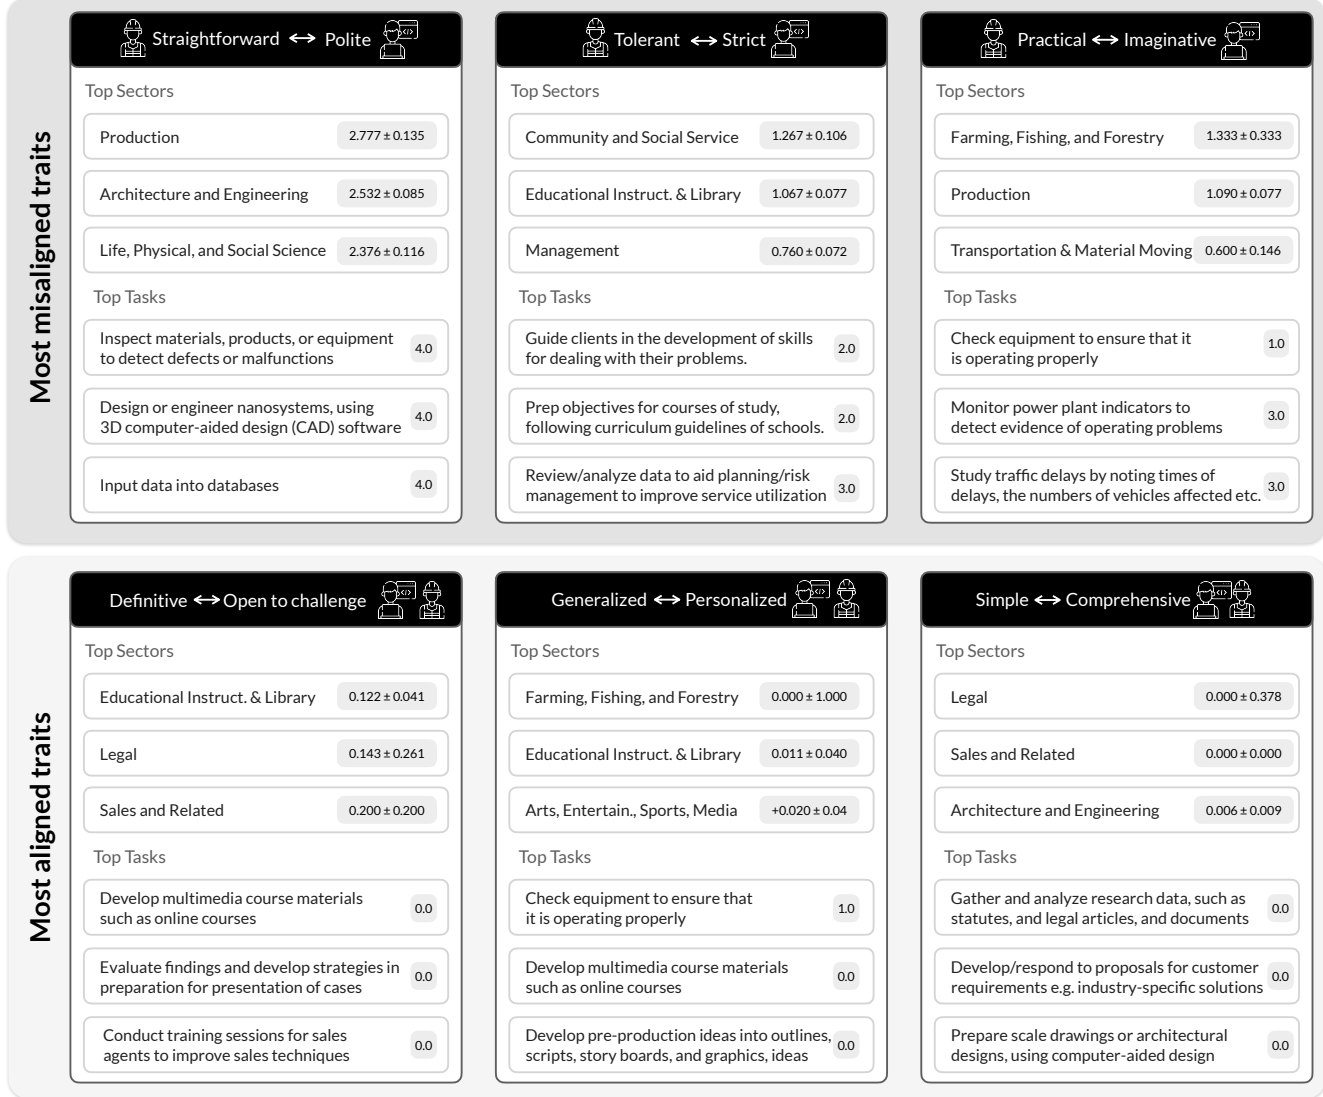 Most misaligned traits
Straightforward ↔ Polite
Top Sectors
Production 2.777 ± 0.135
Architecture and Engineering 2.532 ± 0.085
Life, Physical, and Social Science 2.376 ± 0.116
Top Tasks
Inspect materials, products, or equipment
to detect defects or malfunctions 4.0
Design or engineer nanosystems, using
3D computer-aided design (CAD) software 4.0
Input data into databases 4.0
Tolerant ↔ Strict
Top Sectors
Community and Social Service 1.267 ± 0.106
Educational Instruct. & Library 1.067 ± 0.077
Management 0.760 ± 0.072
Top Tasks
Guide clients in the development of skills
for dealing with their problems. 2.0
Prep objectives for courses of study,
following curriculum guidelines of schools. 2.0
Review/analyze data to aid planning/risk
management to improve service utilization 3.0
Practical ↔ Imaginative
Top Sectors
Farming, Fishing, and Forestry 1.333 ± 0.333
Production 1.090 ± 0.077
Transportation & Material Moving 0.600 ± 0.146
Top Tasks
Check equipment to ensure that it
is operating properly 1.0
Monitor power plant indicators to
detect evidence of operating problems 3.0
Study traffic delays by noting times of
delays, the numbers of vehicles affected etc. 3.0
Most aligned traits
Definitive ↔ Open to challenge
Top Sectors
Educational Instruct. & Library 0.122 ± 0.041
Legal 0.143 ± 0.261
Sales and Related 0.200 ± 0.200
Top Tasks
Develop multimedia course materials
such as online courses 0.0
Evaluate findings and develop strategies in
preparation for presentation of cases 0.0
Conduct training sessions for sales
agents to improve sales techniques 0.0
Generalized ↔ Personalized
Top Sectors
Farming, Fishing, and Forestry 0.000 ± 1.000
Educational Instruct. & Library 0.011 ± 0.040
Arts, Entertain., Sports, Media +0.020 ± 0.04
Top Tasks
Check equipment to ensure that
it is operating properly 1.0
Develop multimedia course materials
such as online courses 0.0
Develop pre-production ideas into outlines,
scripts, story boards, and graphics, ideas 0.0
Simple ↔ Comprehensive
Top Sectors
Legal 0.000 ± 0.378
Sales and Related 0.000 ± 0.000
Architecture and Engineering 0.006 ± 0.009
Top Tasks
Gather and analyze research data, such as
statutes, and legal articles, and documents 0.0
Develop/respond to proposals for customer
requirements e.g. industry-specific solutions 0.0
Prepare scale drawings or architectural
designs, using computer-aided design 0.0